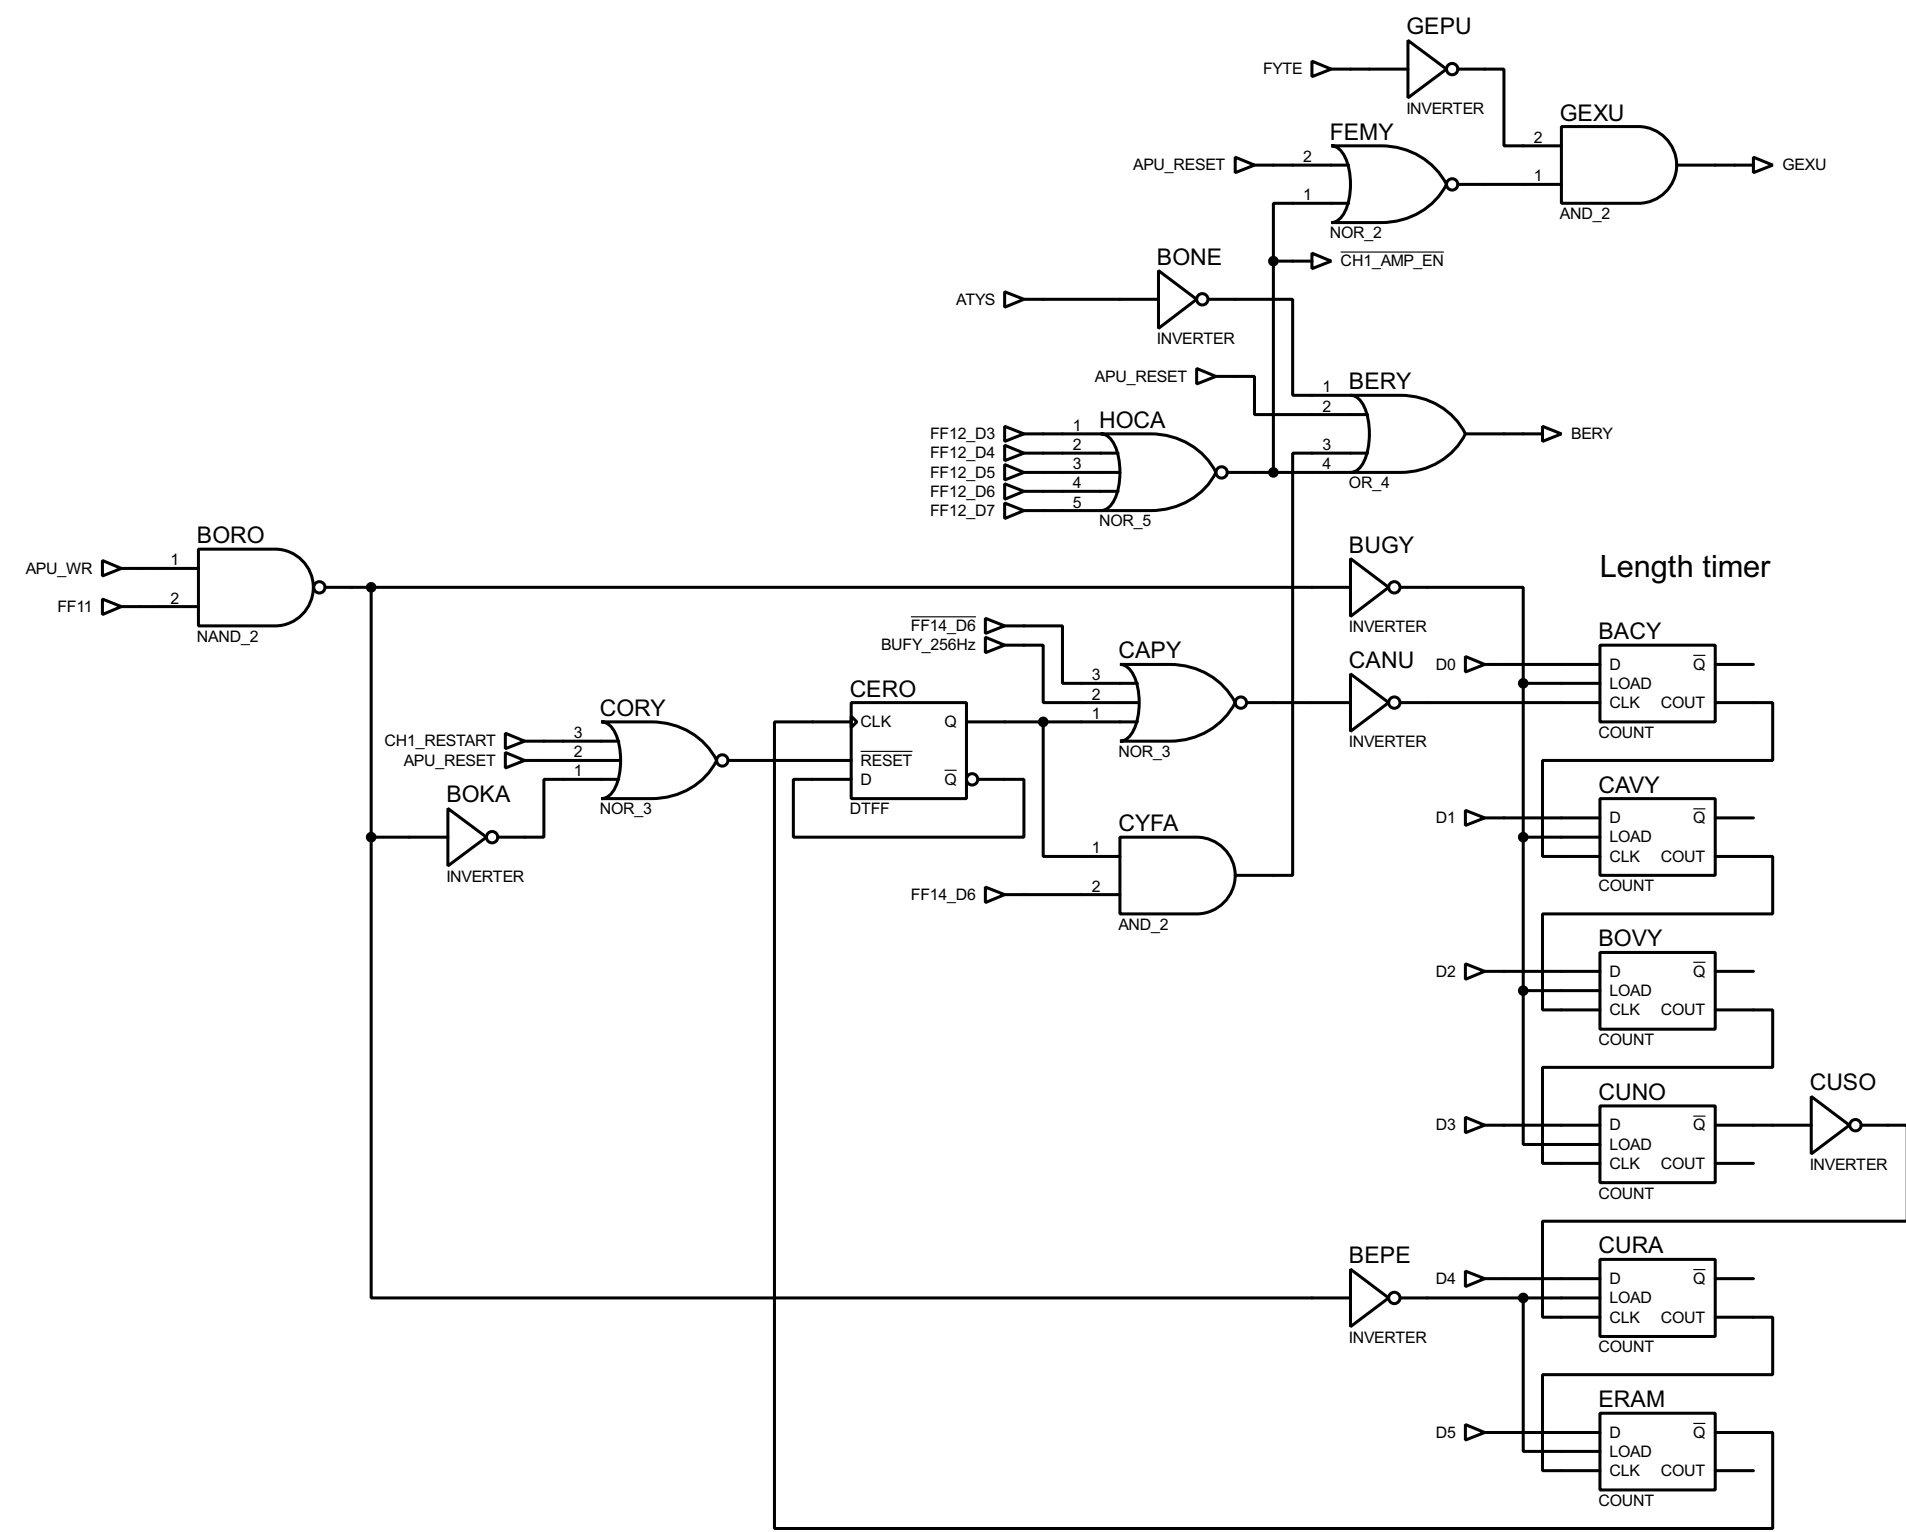 GEPU
FYTE
INVERTER
GEXU
2
1
GEXU
AND_2
FEMY
APU_RESET
2
1
NOR_2
CH1_AMP_EN
BONE
ATYS
INVERTER
APU_RESET
1 BERY
2
3
4
BERY
OR_4
HOCA
FF12_D3 1
FF12_D4 2
FF12_D5 3
FF12_D6 4
FF12_D7 5
NOR_5
BORO
APU_WR 1
FF11 2
NAND_2
BUGY
INVERTER
Length timer
FF14_D6
BUFY_256Hz
CAPY
3
2
1
NOR_3
CANU
INVERTER
BACY
D0 D Q
LOAD
CLK COUT
COUNT
CORY
CH1_RESTART 3
APU_RESET 2
1
NOR_3
BOKA
INVERTER
CERO
CLK Q
RESET
D Q
DTFF
CYFA
1
FF14_D6 2
AND_2
CAVY
D1 D Q
LOAD
CLK COUT
COUNT
BOVY
D2 D Q
LOAD
CLK COUT
COUNT
CUNO
D3 D Q
LOAD
CLK COUT
COUNT
CUSO
INVERTER
BEPE
INVERTER
CURA
D4 D Q
LOAD
CLK COUT
COUNT
ERAM
D5 D Q
LOAD
CLK COUT
COUNT